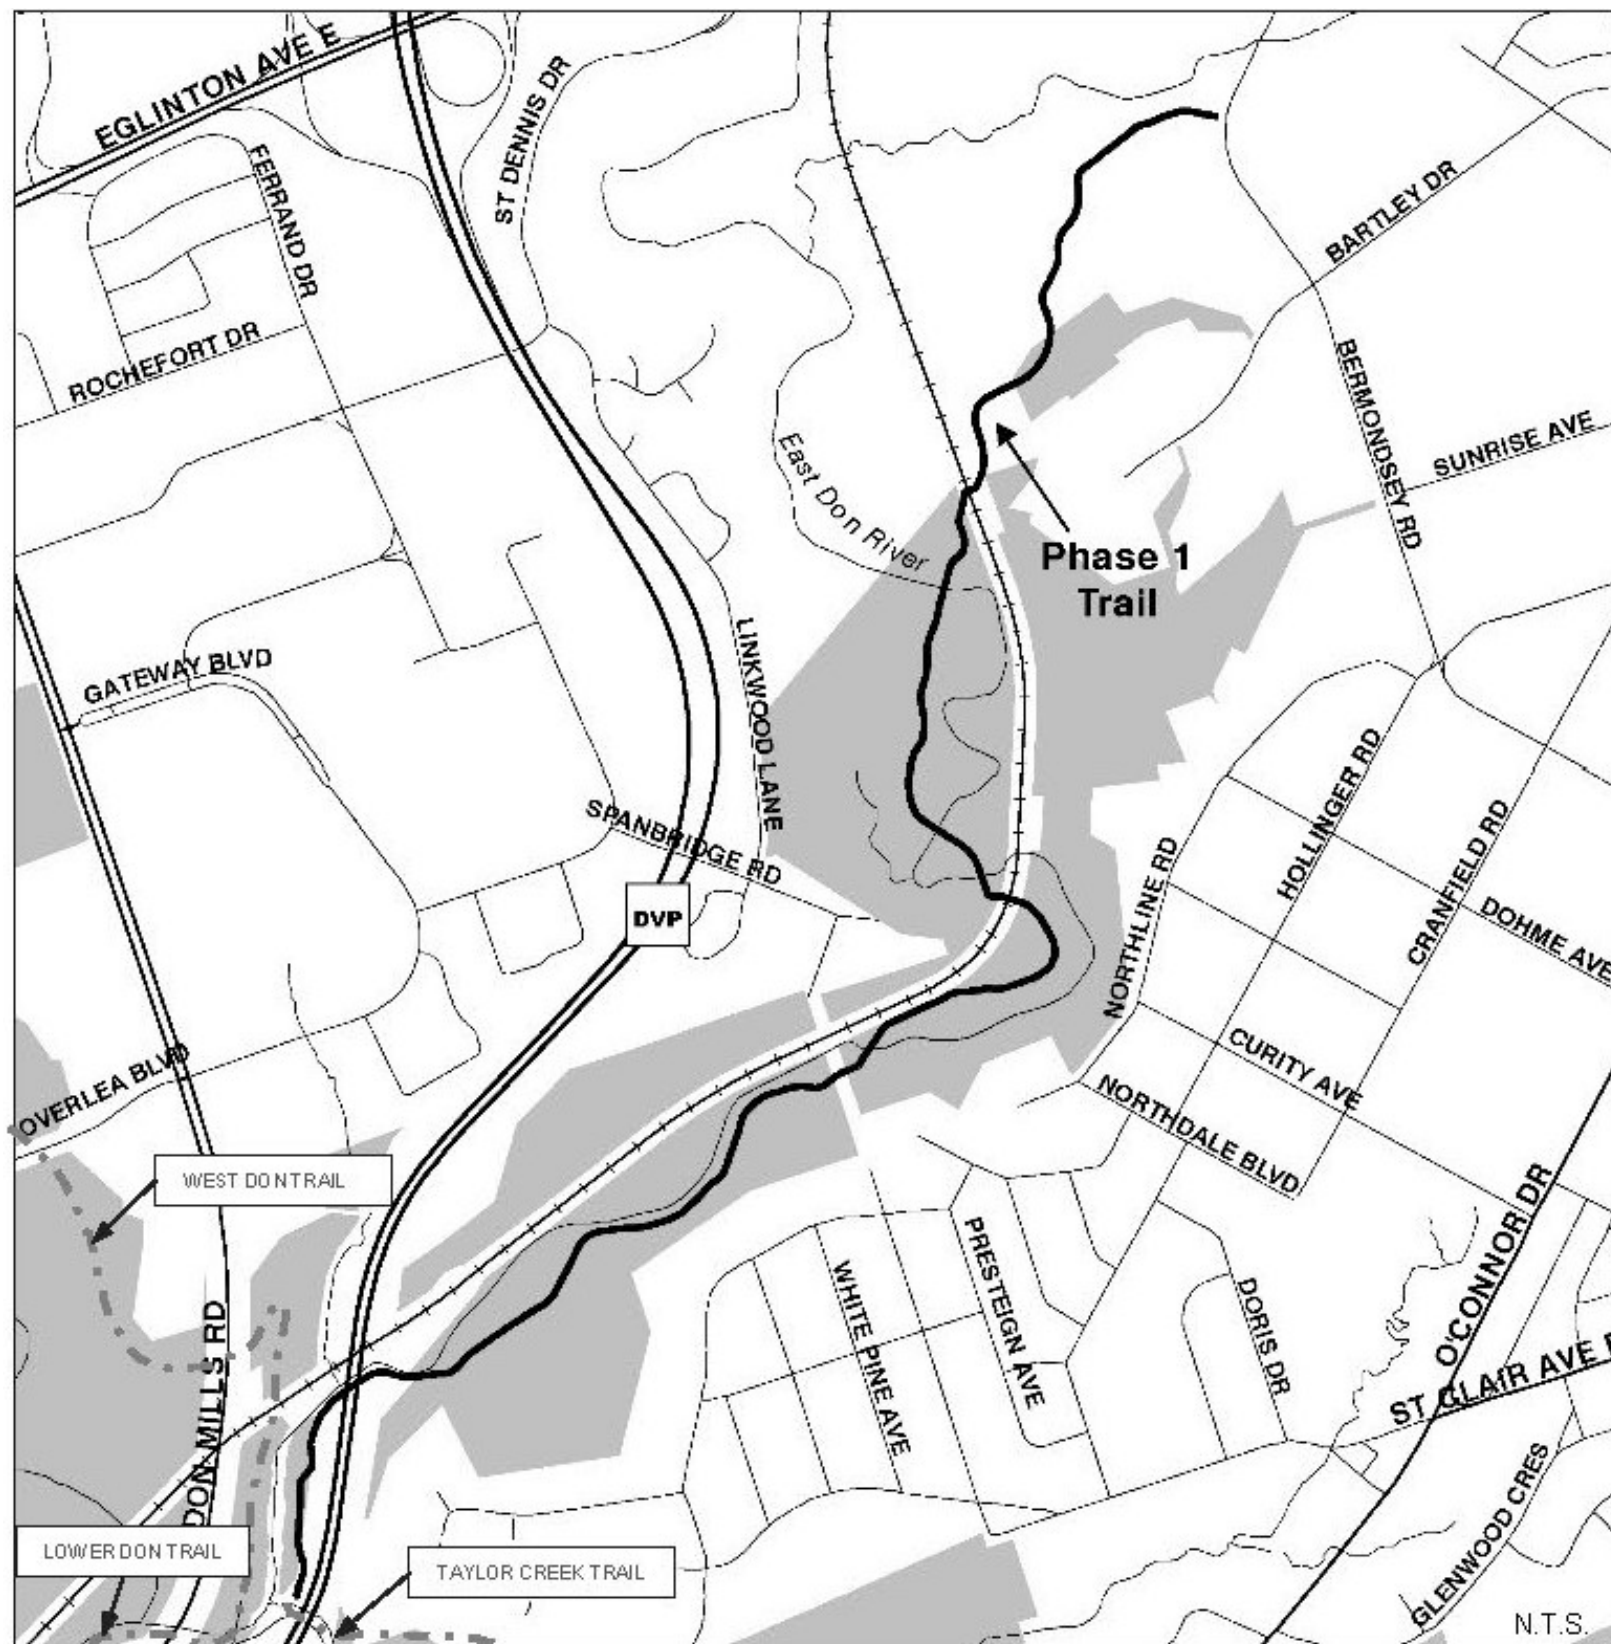 EGLINTON AVE E
ST DENNIS DR
FERRAND DR
BARTLEY DR
ROCHEFORT DR
BERMONDSEY RD
SUNRISE AVE
East Don River
Phase 1
Trail
GATEWAY BLVD
LINKWOOD LANE
SPANBRIDGE RD
HOLLINGER RD
CRANFIELD RD
NORTHLINE RD
DVP
DOHME AVE
OVERLEA BLVD
CURITY AVE
NORTHDALE BLVD
WEST DON TRAIL
O'CONNOR DR
PRESTEIGN AVE
WHITE PINE AVE
DORIS DR
DON MILLS RD
ST CLAIR AVE E
GLENWOOD CRES
LOWER DON TRAIL
TAYLOR CREEK TRAIL
N.T.S.